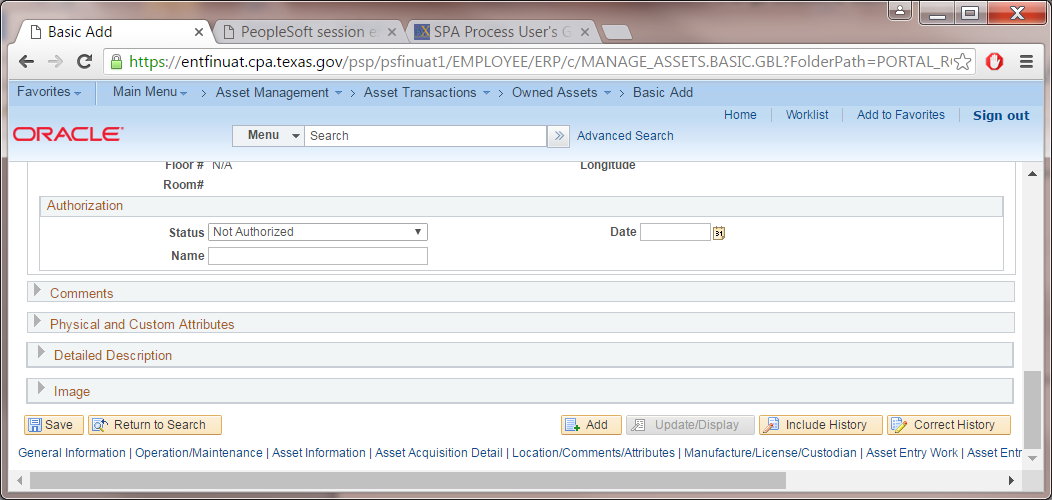 Basic Add PeopleSoft session e SPA Process User's G
https://entfinuat.cpa.texas.gov/psp/psfinuat1/EMPLOYEE/ERP/c/MANAGE_ASSETS.BASIC.GBL?FolderPath=PORTAL_R
Favorites Main Menu > Asset Management > Asset Transactions > Owned Assets > Basic Add
Home Worklist Add to Favorites Sign out
ORACLE Menu Search Advanced Search
Floor # N/A Longitude
Room#
Authorization
Status Not Authorized Date 31
Name
Comments
Physical and Custom Attributes
Detailed Description
Image
Save Return to Search Add Update/Display Include History Correct History
General Information | Operation/Maintenance | Asset Information | Asset Acquisition Detail | Location/Comments/Attributes | Manufacture/License/Custodian | Asset Entry Work | Asset Entr